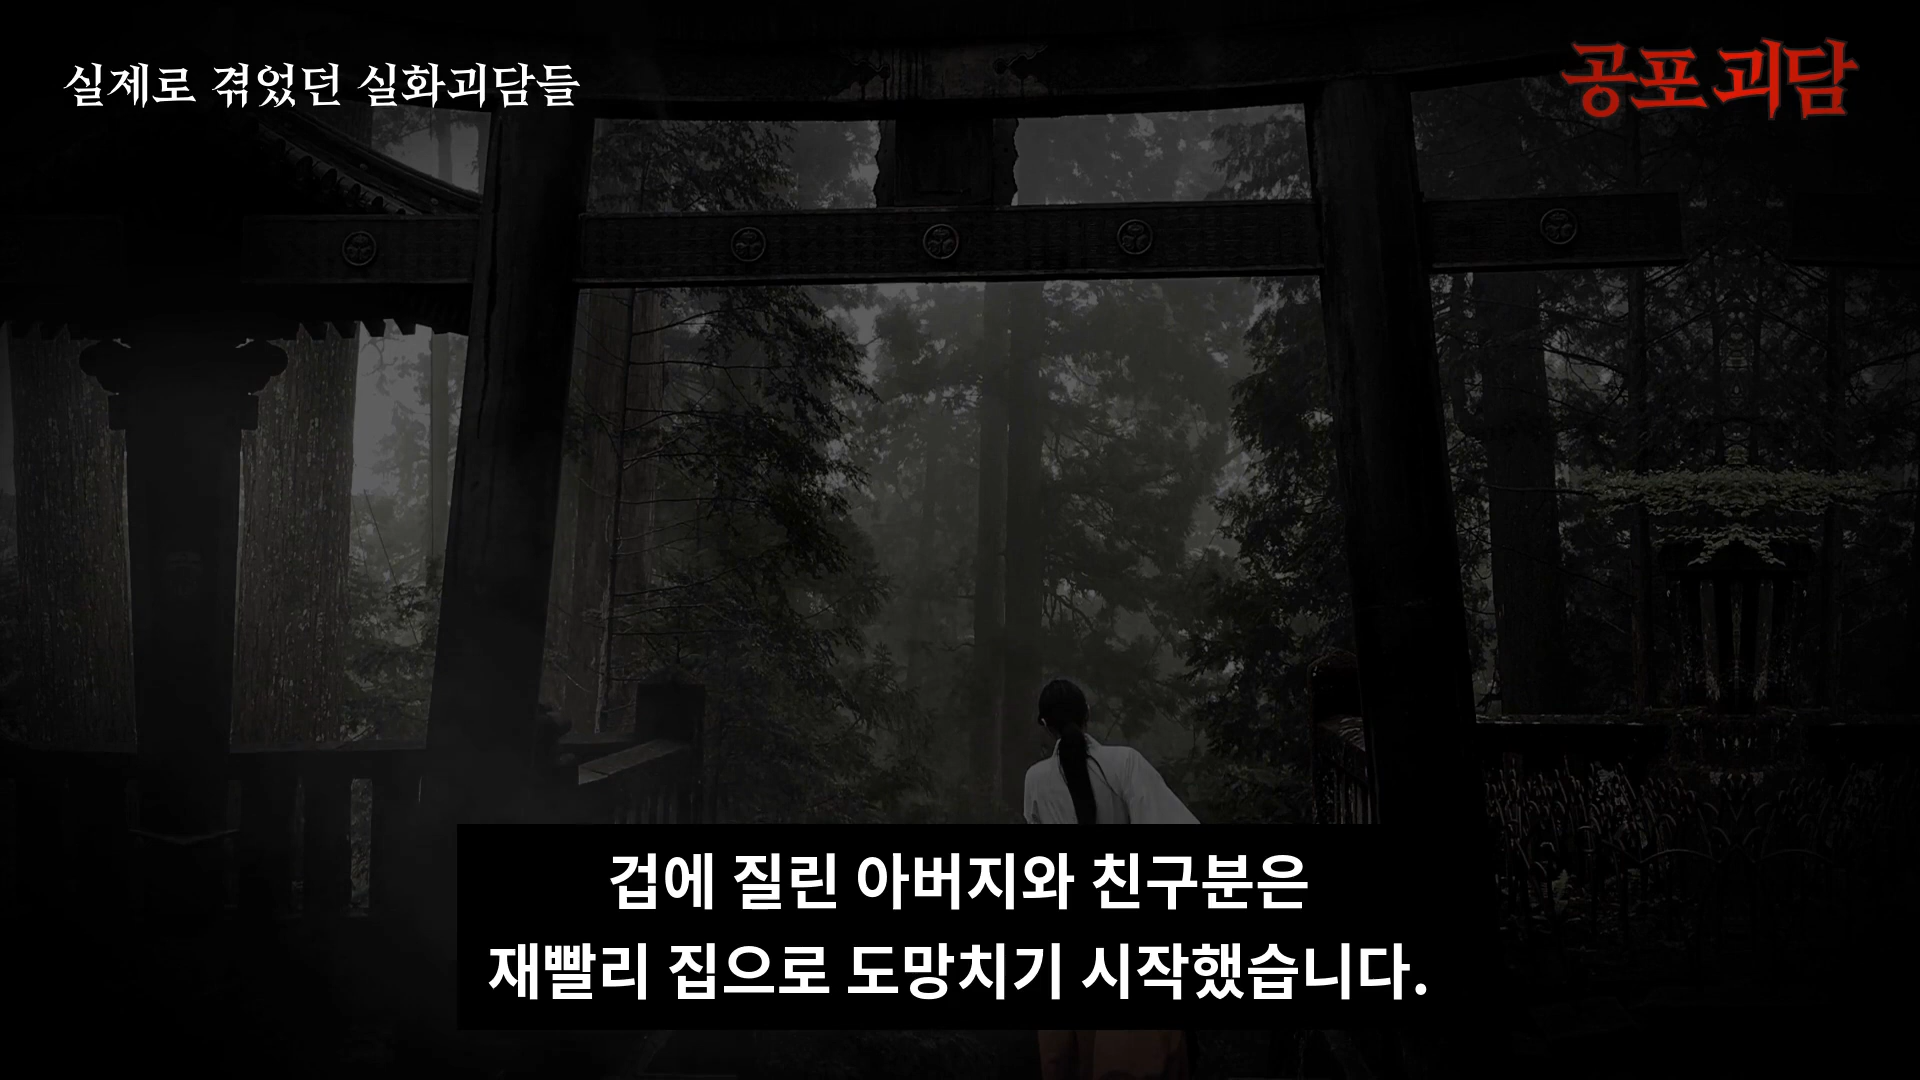 실제로 겪었던 실화괴담들
공포괴담
겁에 질린 아버지와 친구분은
재빨리 집으로 도망치기 시작했습니다.